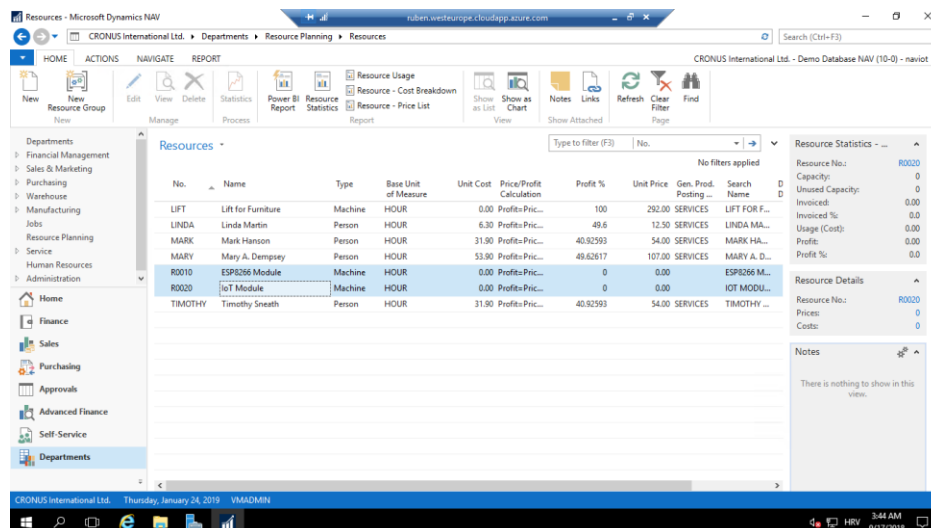 Resources - Microsoft Dynamics NAV
ruben.westeurope.cloudapp.azure.com
CRONUS International Ltd. Departments Resource Planning Resources
Search (Ctrl+F3)
HOME ACTIONS NAVIGATE REPORT
CRONUS International Ltd. - Demo Database NAV (10-0) - naviot
New
New Resource Group
Edit
View
Delete
Statistics
Power BI Report
Resource Statistics
Resource Usage
Resource - Cost Breakdown
Resource - Price List
Show as List
Show as Chart
Notes
Links
Refresh
Clear Filter
Find
New Manage Process Report View Show Attached Page
Departments
Financial Management
Sales & Marketing
Purchasing
Warehouse
Manufacturing
Jobs
Resource Planning
Service
Human Resources
Administration
Home
Finance
Sales
Purchasing
Approvals
Advanced Finance
Self-Service
Departments
Resources
Type to filter (F3) No.
No filters applied
No. Name Type Base Unit of Measure Unit Cost Price/Profit Calculation Profit % Unit Price Gen. Prod. Posting ... Search Name D D
LIFT Lift for Furniture Machine HOUR 0.00 Profit=Pric... 100 292.00 SERVICES LIFT FOR F...
LINDA Linda Martin Person HOUR 6.30 Profit=Pric... 49.6 12.50 SERVICES LINDA MA...
MARK Mark Hanson Person HOUR 31.90 Profit=Pric... 40.92593 54.00 SERVICES MARK HA...
MARY Mary A. Dempsey Person HOUR 53.90 Profit=Pric... 49.62617 107.00 SERVICES MARY A. D...
R0010 ESP8266 Module Machine HOUR 0.00 Profit=Pric... 0 0.00 ESP8266 M...
R0020 IoT Module Machine HOUR 0.00 Profit=Pric... 0 0.00 IOT MODU...
TIMOTHY Timothy Sneath Person HOUR 31.90 Profit=Pric... 40.92593 54.00 SERVICES TIMOTHY ...
Resource Statistics - ...
Resource No.: R0020
Capacity: 0
Unused Capacity: 0
Invoiced: 0.00
Invoiced %: 0.0
Usage (Cost): 0.00
Profit: 0.00
Profit %: 0.0
Resource Details
Resource No.: R0020
Prices: 0
Costs: 0
Notes
There is nothing to show in this view.
CRONUS International Ltd. Thursday, January 24, 2019 VMADMIN
HRV 3:44 AM
9/17/2018